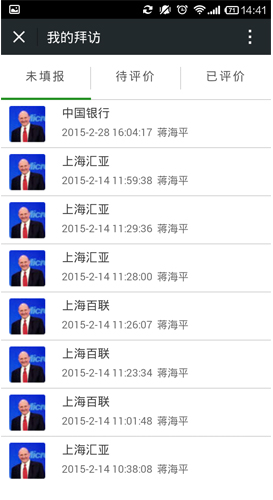 71 14:41
我的拜访
未填报 待评价 已评价
中国银行
2015-2-28 16:04:17 蒋海平
上海汇亚
2015-2-14 11:59:38 蒋海平
上海汇亚
2015-2-14 11:29:36 蒋海平
上海汇亚
2015-2-14 11:28:00 蒋海平
上海百联
2015-2-14 11:26:07 蒋海平
上海百联
2015-2-14 11:23:34 蒋海平
上海百联
2015-2-14 11:01:48 蒋海平
上海汇亚
2015-2-14 10:38:08 蒋海平